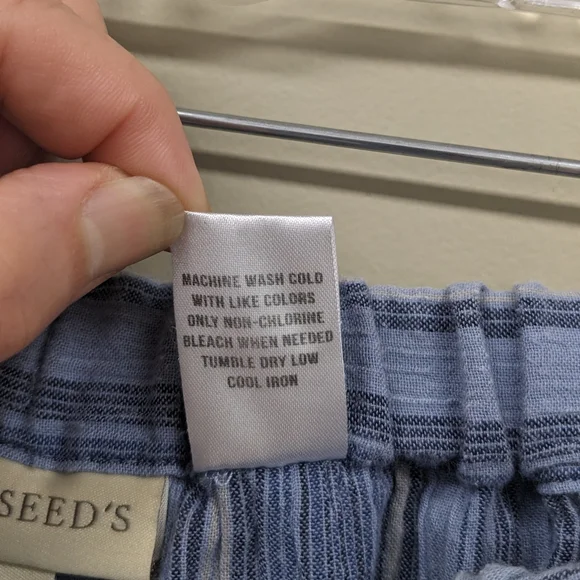 MACHINE WASH COLD
WITH LIKE COLORS
ONLY NON-CHLORINE
BLEACH WHEN NEEDED
TUMBLE DRY LOW
COOL IRON
SEED'S